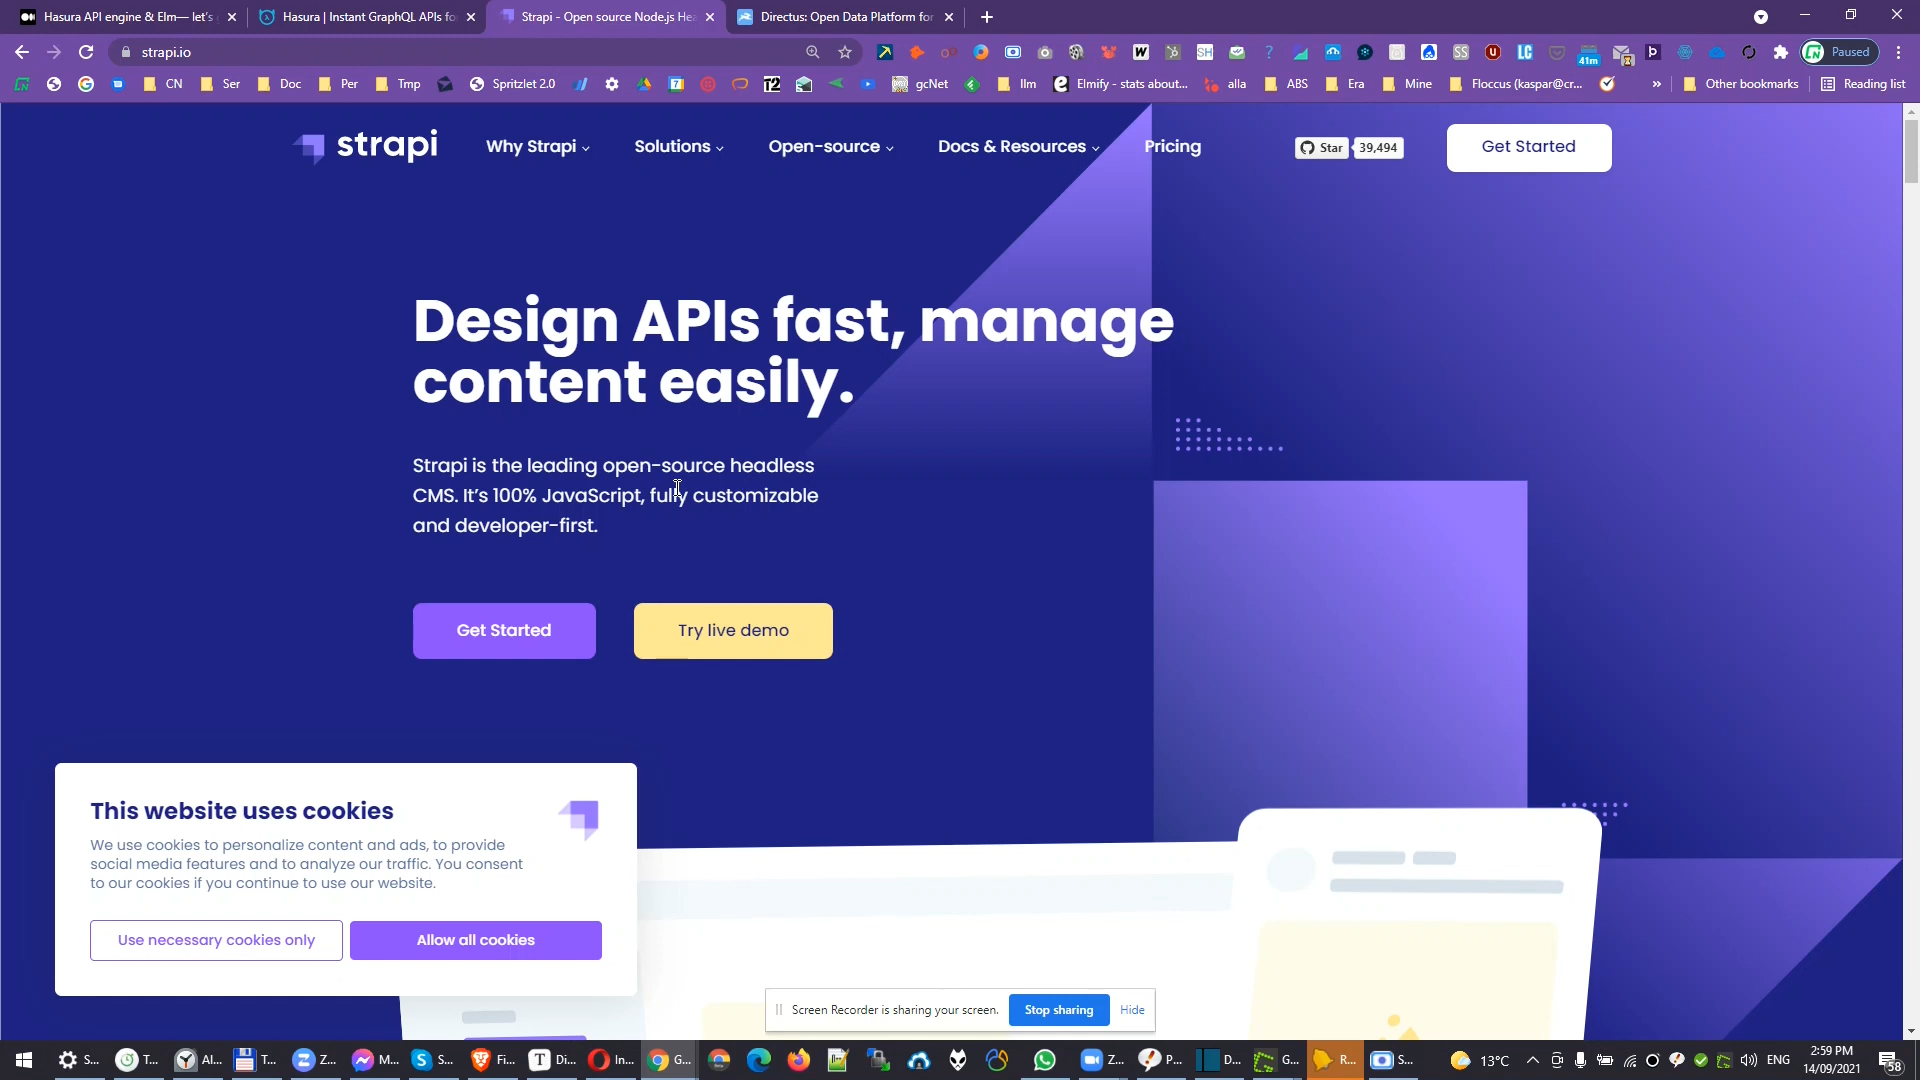 Hasura API engine & Elm— let's
Hasura | Instant GraphQL APIs fo
Strapi - Open source Node.js He
Directus: Open Data Platform for
strapi.io
41m
Paused
CN
Ser
Doc
Per
Tmp
Spritzlet 2.0
T2
gcNet
llm
Elmify - stats about...
alla
ABS
Era
Mine
Floccus (kaspar@cr...
»
Other bookmarks
Reading list
strapi
Why Strapi
Solutions
Open-source
Docs & Resources
Pricing
Star
39,494
Get Started
Design APIs fast, manage
content easily.
Strapi is the leading open-source headless
CMS. It's 100% JavaScript, fully customizable
and developer-first.
Get Started
Try live demo
This website uses cookies
We use cookies to personalize content and ads, to provide
social media features and to analyze our traffic. You consent
to our cookies if you continue to use our website.
Use necessary cookies only
Allow all cookies
Screen Recorder is sharing your screen.
Stop sharing
Hide
S...
T...
Al...
T...
Z...
M...
S...
Fi...
Di...
In...
G...
Z...
P...
D...
G...
R...
S...
13°C
ENG
2:59 PM
14/09/2021
58